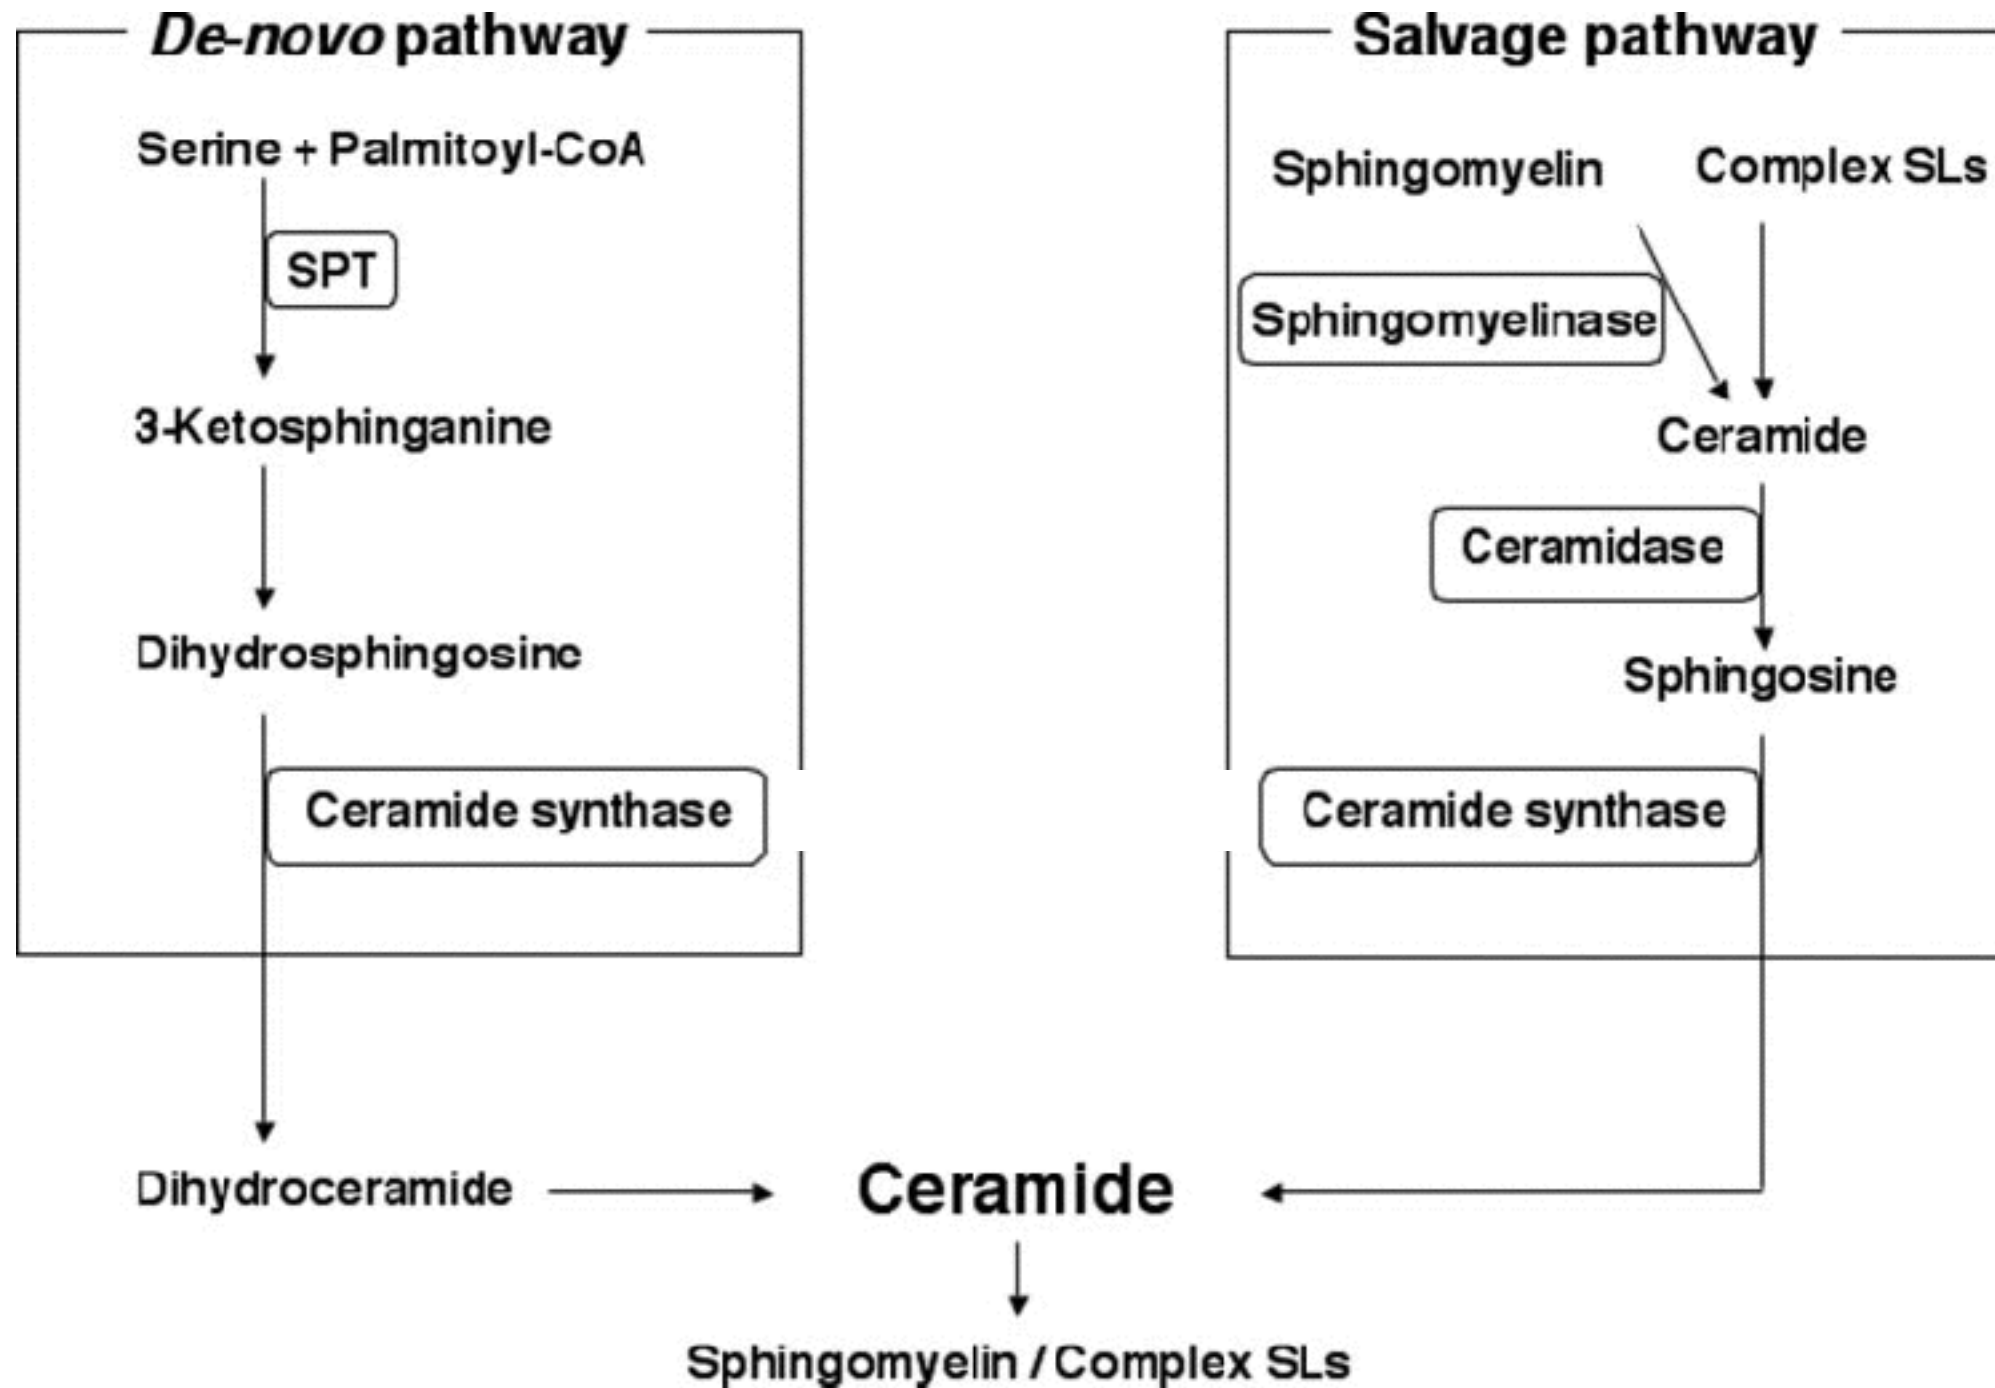 De-novo pathway
Serine + Palmitoyl-CoA
SPT
3-Ketosphinganine
Dihydrosphingosine
Ceramide synthase
Dihydroceramide
Salvage pathway
Sphingomyelin
Complex SLs
Sphingomyelinase
Ceramide
Ceramidase
Sphingosine
Ceramide synthase
Ceramide
Sphingomyelin / Complex SLs